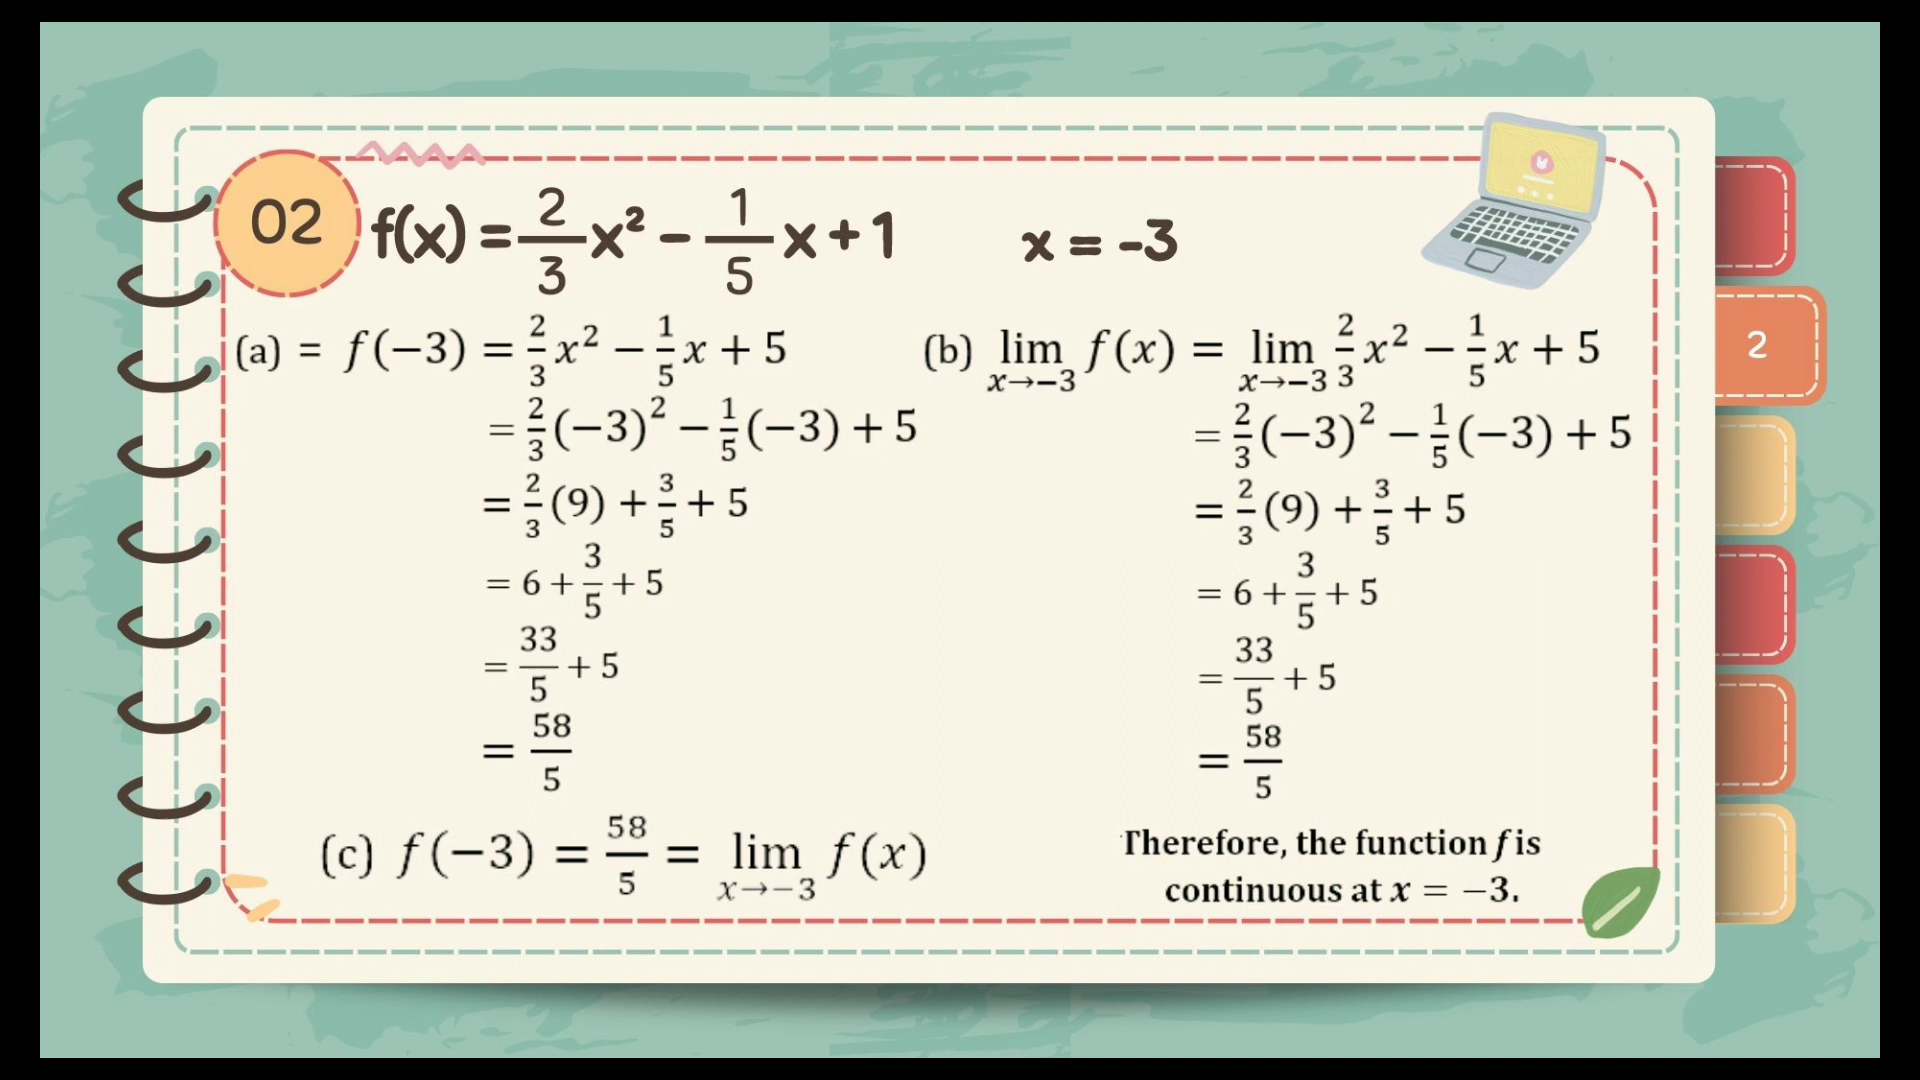 02 f(x) = 2/3 x² - 1/5 x + 1 x = -3
2
(a) = f(−3) = 2/3 x² − 1/5 x + 5
= 2/3 (−3)² − 1/5 (−3) + 5
= 2/3 (9) + 3/5 + 5
= 6 + 3/5 + 5
= 33/5 + 5
= 58/5
(b) lim x→−3 f(x) = lim x→−3 2/3 x² − 1/5 x + 5
= 2/3 (−3)² − 1/5 (−3) + 5
= 2/3 (9) + 3/5 + 5
= 6 + 3/5 + 5
= 33/5 + 5
= 58/5
(c) f(−3) = 58/5 = lim x→−3 f(x)
Therefore, the function f is
continuous at x = −3.